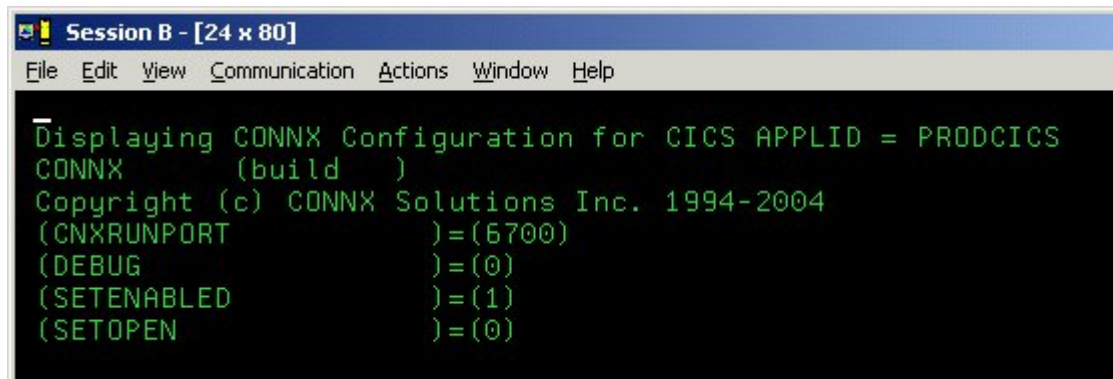 Session B - [24 x 80]
File Edit View Communication Actions Window Help
Displaying CONNX Configuration for CICS APPLID = PRODCICS
CONNX (build )
Copyright (c) CONNX Solutions Inc. 1994-2004
(CNXRUNPORT )=(6700)
(DEBUG )=(0)
(SETENABLED )=(1)
(SETOPEN )=(0)